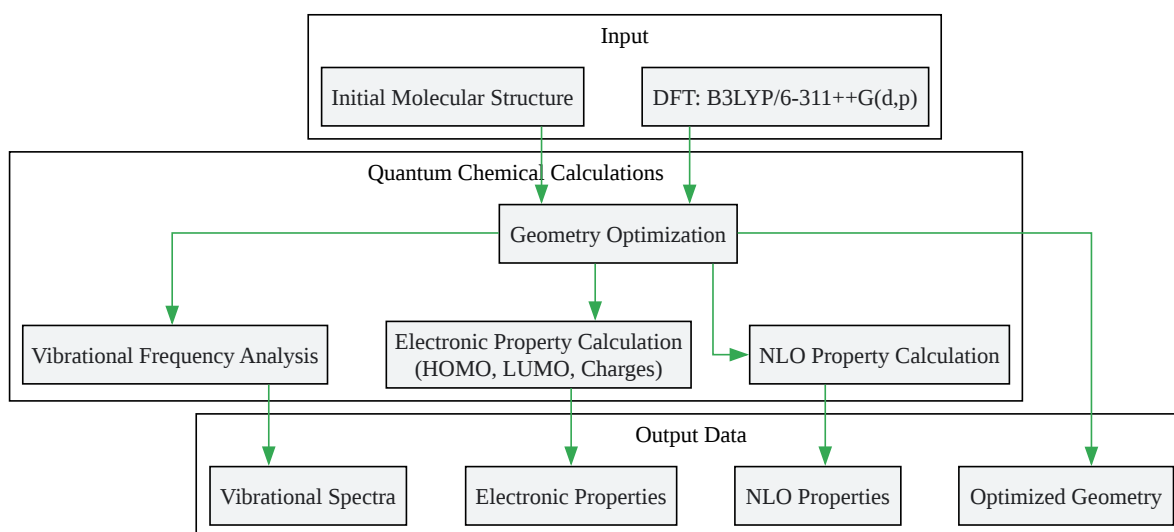 Input
Initial Molecular Structure
DFT: B3LYP/6-311++G(d,p)
Quantum Chemical Calculations
Geometry Optimization
Vibrational Frequency Analysis
Electronic Property Calculation
(HOMO, LUMO, Charges)
NLO Property Calculation
Output Data
Vibrational Spectra
Electronic Properties
NLO Properties
Optimized Geometry